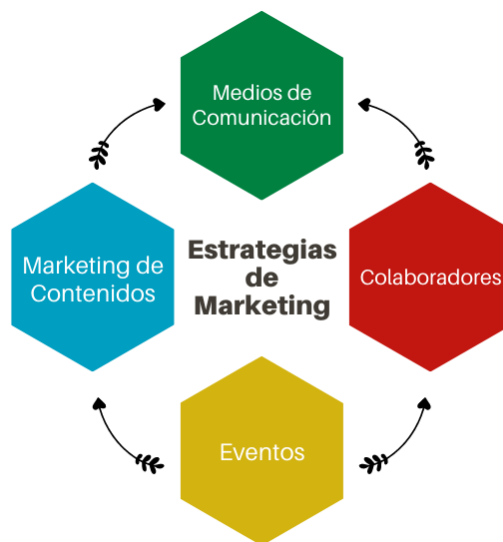 Medios de
Comunicación
Marketing de
Contenidos
Estrategias
de
Marketing
Colaboradores
Eventos